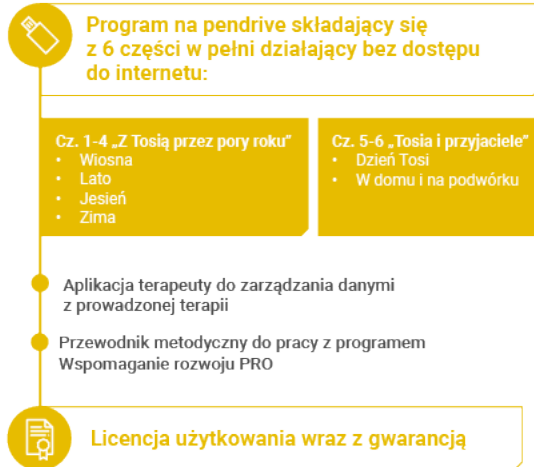 Program na pendrive składający się
z 6 części w pełni działający bez dostępu
do internetu:
Cz. 1-4 „Z Tosią przez pory roku”
• Wiosna
• Lato
• Jesień
• Zima
Cz. 5-6 „Tosia i przyjaciele”
• Dzień Tosi
• W domu i na podwórku
Aplikacja terapeuty do zarządzania danymi
z prowadzonej terapii
Przewodnik metodyczny do pracy z programem
Wspomaganie rozwoju PRO
Licencja użytkowania wraz z gwarancją